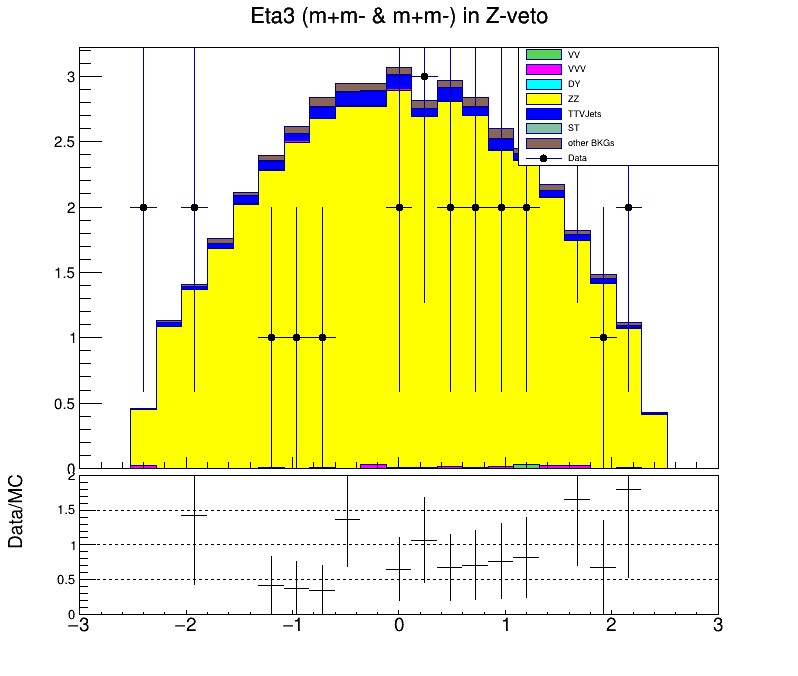 Eta3 (m+m- & m+m-) in Z-veto
VV
VVV
DY
ZZ
TTVJets
ST
other BKGs
Data
3
2.5
2
1.5
1
0.5
0
Data/MC
2
1.5
1
0.5
0
−3 −2 −1 0 1 2 3